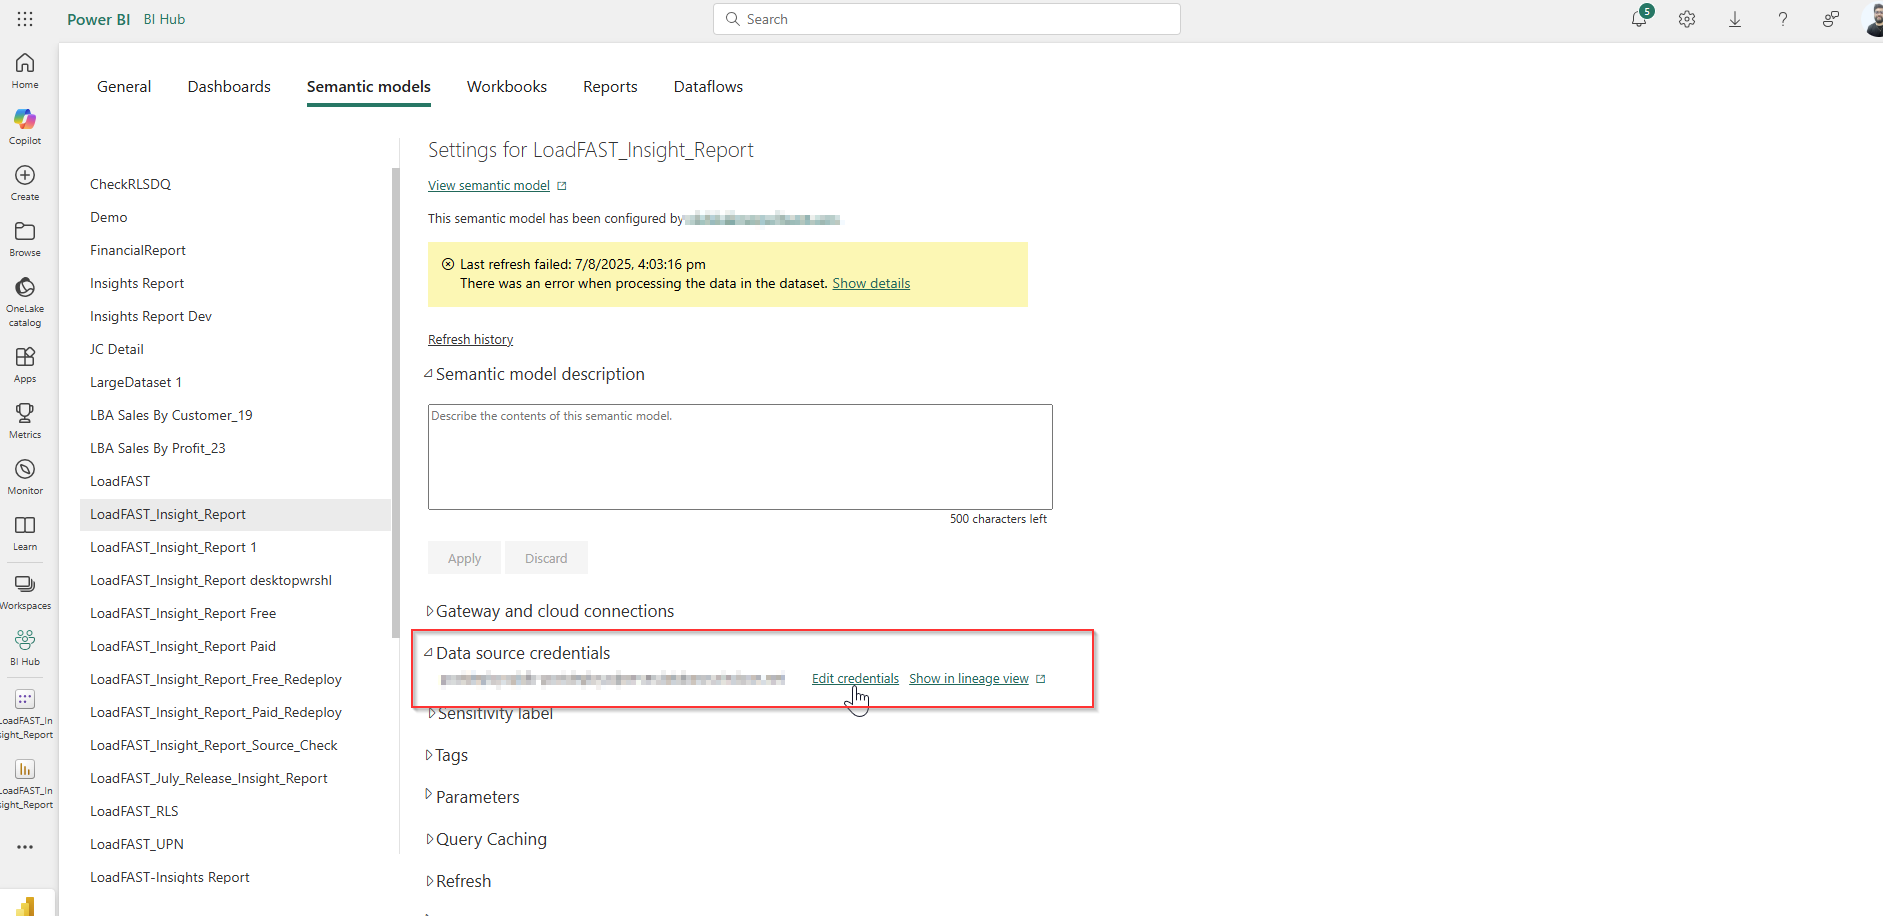 Power BI BI Hub
Search
5
Home
Copilot
Create
Browse
OneLake
catalog
Apps
Metrics
Monitor
Learn
Workspaces
BI Hub
LoadFAST_In
sight_Report
LoadFAST_In
sight_Report
General Dashboards Semantic models Workbooks Reports Dataflows
CheckRLSDQ
Demo
FinancialReport
Insights Report
Insights Report Dev
JC Detail
LargeDataset 1
LBA Sales By Customer_19
LBA Sales By Profit_23
LoadFAST
LoadFAST_Insight_Report
LoadFAST_Insight_Report 1
LoadFAST_Insight_Report desktopwrshl
LoadFAST_Insight_Report Free
LoadFAST_Insight_Report Paid
LoadFAST_Insight_Report_Free_Redeploy
LoadFAST_Insight_Report_Paid_Redeploy
LoadFAST_Insight_Report_Source_Check
LoadFAST_July_Release_Insight_Report
LoadFAST_RLS
LoadFAST_UPN
LoadFAST-Insights Report
Settings for LoadFAST_Insight_Report
View semantic model
This semantic model has been configured by
Last refresh failed: 7/8/2025, 4:03:16 pm
There was an error when processing the data in the dataset. Show details
Refresh history
Semantic model description
Describe the contents of this semantic model.
500 characters left
Apply Discard
Gateway and cloud connections
Data source credentials
Edit credentials Show in lineage view
Sensitivity label
Tags
Parameters
Query Caching
Refresh